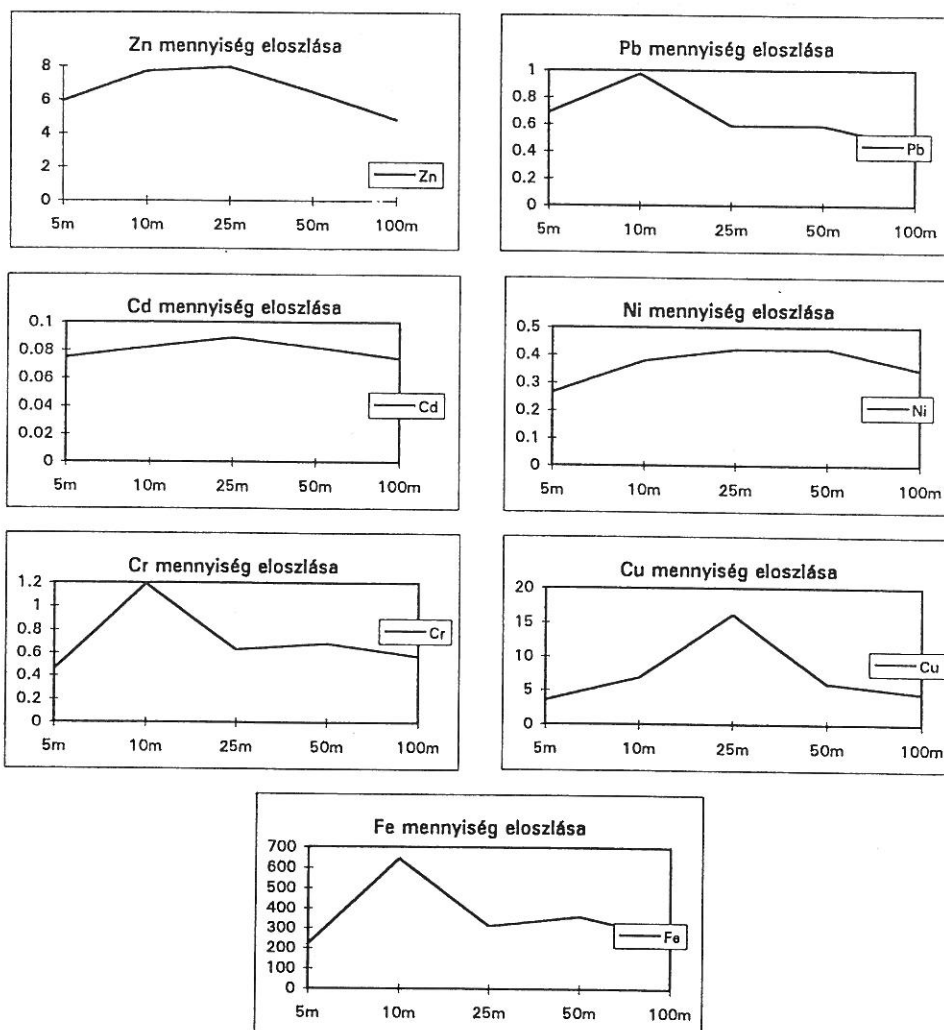 Zn mennyiség eloszlása
8
6
4
2
0
Zn
5m 10m 25m 50m 100m
Pb mennyiség eloszlása
1
0.8
0.6
0.4
0.2
0
Pb
5m 10m 25m 50m 100m
Cd mennyiség eloszlása
0.1
0.08
0.06
0.04
0.02
0
Cd
5m 10m 25m 50m 100m
Ni mennyiség eloszlása
0.5
0.4
0.3
0.2
0.1
0
Ni
5m 10m 25m 50m 100m
Cr mennyiség eloszlása
1.2
1
0.8
0.6
0.4
0.2
0
Cr
5m 10m 25m 50m 100m
Cu mennyiség eloszlása
20
15
10
5
0
Cu
5m 10m 25m 50m 100m
Fe mennyiség eloszlása
700
600
500
400
300
200
100
0
Fe
5m 10m 25m 50m 100m